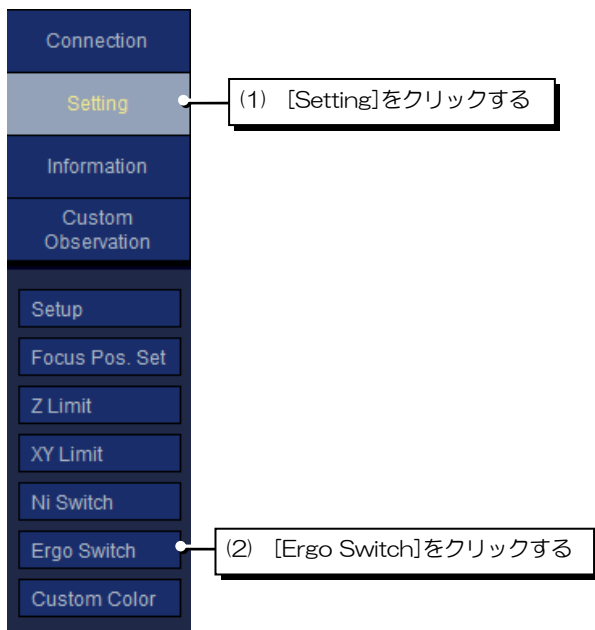 Connection
Setting
(1) [Setting]をクリックする
Information
Custom
Observation
Setup
Focus Pos. Set
Z Limit
XY Limit
Ni Switch
Ergo Switch
(2) [Ergo Switch]をクリックする
Custom Color